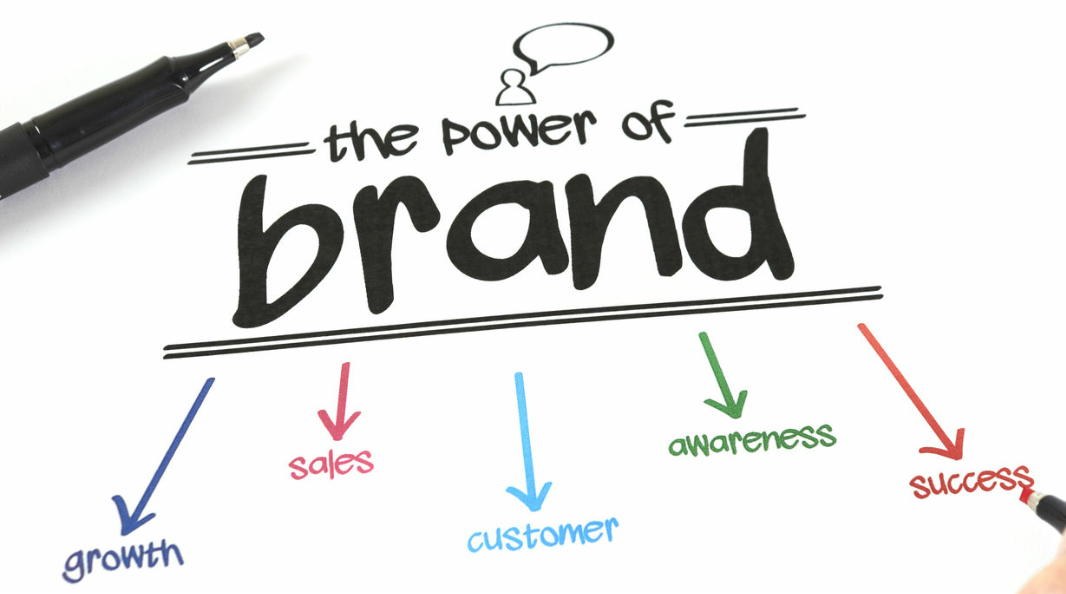 the power of
brand
growth
sales
customer
awareness
success